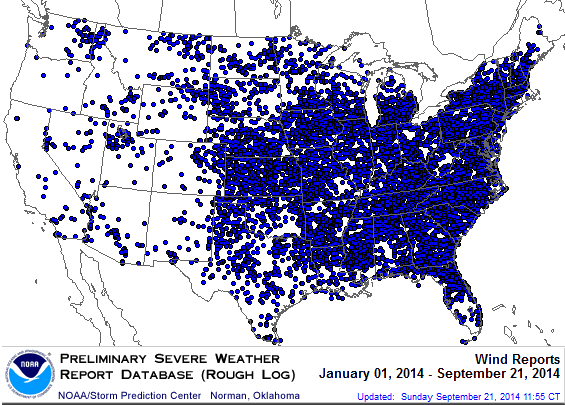 NOAA
PRELIMINARY SEVERE WEATHER
REPORT DATABASE (ROUGH LOG)
NOAA/Storm Prediction Center Norman, Oklahoma
Wind Reports
January 01, 2014 - September 21, 2014
Updated: Sunday September 21, 2014 11:55 CT